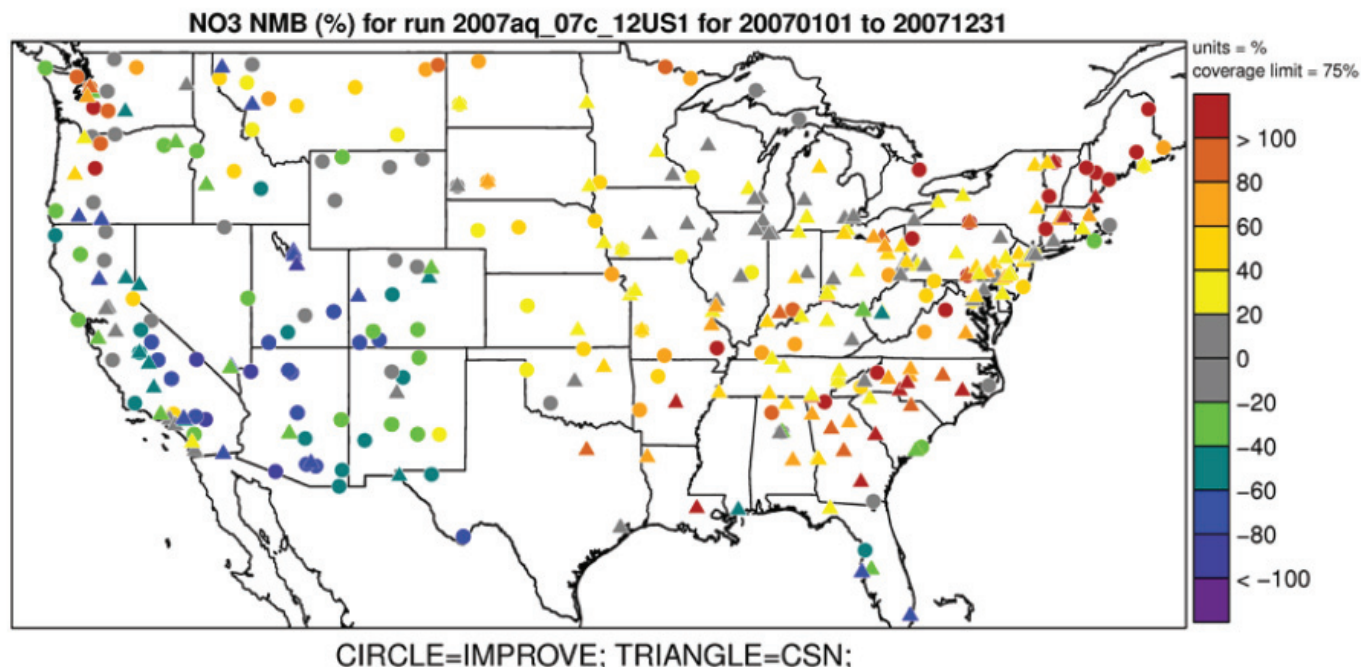 NO3 NMB (%) for run 2007aq_07c_12US1 for 20070101 to 20071231
units = %
coverage limit = 75%
> 100
80
60
40
20
0
−20
−40
−60
−80
< −100
CIRCLE=IMPROVE; TRIANGLE=CSN;